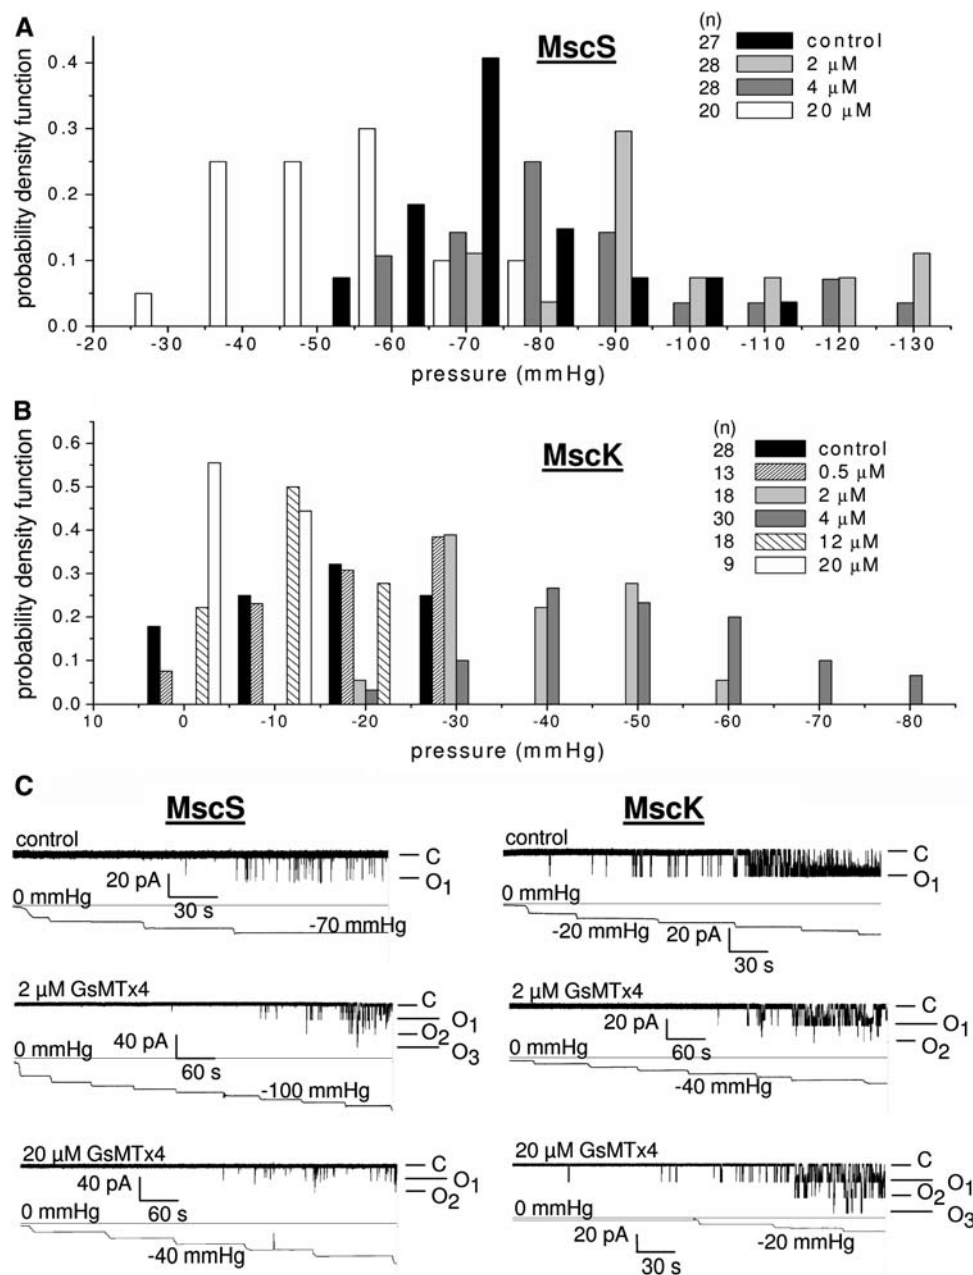 A
MscS
(n)
27 control
28 2 μM
28 4 μM
20 20 μM
probability density function
0.4
0.3
0.2
0.1
0.0
-20 -30 -40 -50 -60 -70 -80 -90 -100 -110 -120 -130
pressure (mmHg)
B
MscK
(n)
28 control
13 0.5 μM
18 2 μM
30 4 μM
18 12 μM
9 20 μM
probability density function
0.6
0.5
0.4
0.3
0.2
0.1
0.0
10 0 -10 -20 -30 -40 -50 -60 -70 -80
pressure (mmHg)
C
MscS
control
C
O1
20 pA
30 s
0 mmHg
-70 mmHg
2 μM GsMTx4
C
O1
O2
O3
40 pA
60 s
0 mmHg
-100 mmHg
20 μM GsMTx4
C
O1
O2
40 pA
60 s
0 mmHg
-40 mmHg
MscK
control
C
O1
0 mmHg
-20 mmHg
20 pA
30 s
2 μM GsMTx4
C
O1
O2
20 pA
60 s
0 mmHg
-40 mmHg
20 μM GsMTx4
C
O1
O2
O3
0 mmHg
20 pA
30 s
-20 mmHg